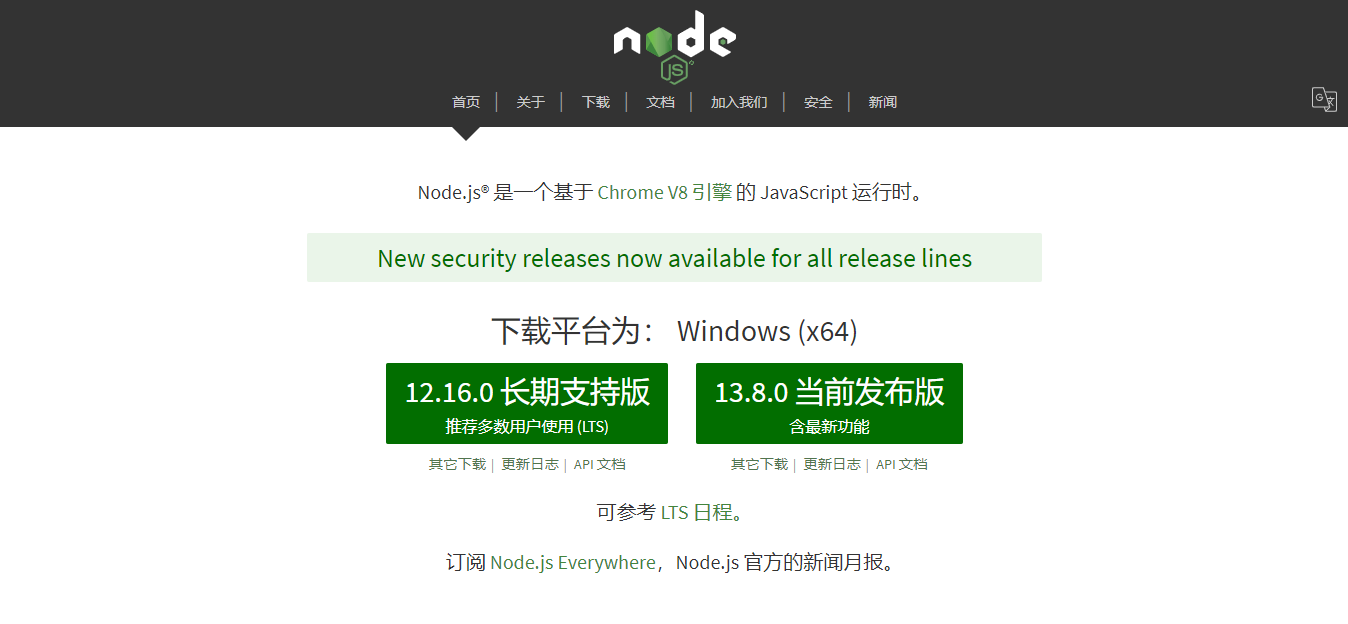 node
JS
首页 | 关于 | 下载 | 文档 | 加入我们 | 安全 | 新闻
Node.js® 是一个基于 Chrome V8 引擎 的 JavaScript 运行时。
New security releases now available for all release lines
下载平台为： Windows (x64)
12.16.0 长期支持版
推荐多数用户使用 (LTS)
其它下载 | 更新日志 | API 文档
13.8.0 当前发布版
含最新功能
其它下载 | 更新日志 | API 文档
可参考 LTS 日程。
订阅 Node.js Everywhere，Node.js 官方的新闻月报。